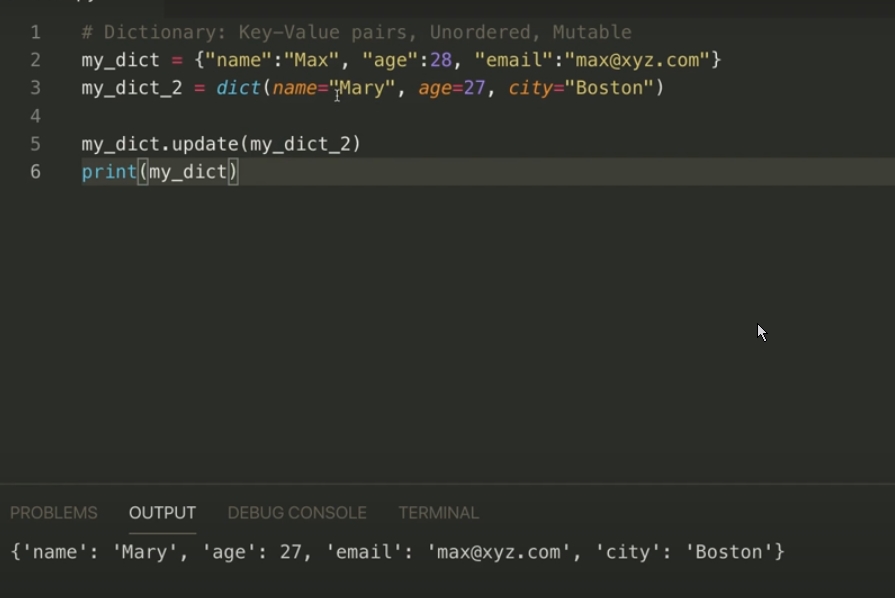 1 # Dictionary: Key-Value pairs, Unordered, Mutable
2 my_dict = {"name":"Max", "age":28, "email":"max@xyz.com"}
3 my_dict_2 = dict(name="Mary", age=27, city="Boston")
4
5 my_dict.update(my_dict_2)
6 print(my_dict)
PROBLEMS OUTPUT DEBUG CONSOLE TERMINAL
{'name': 'Mary', 'age': 27, 'email': 'max@xyz.com', 'city': 'Boston'}